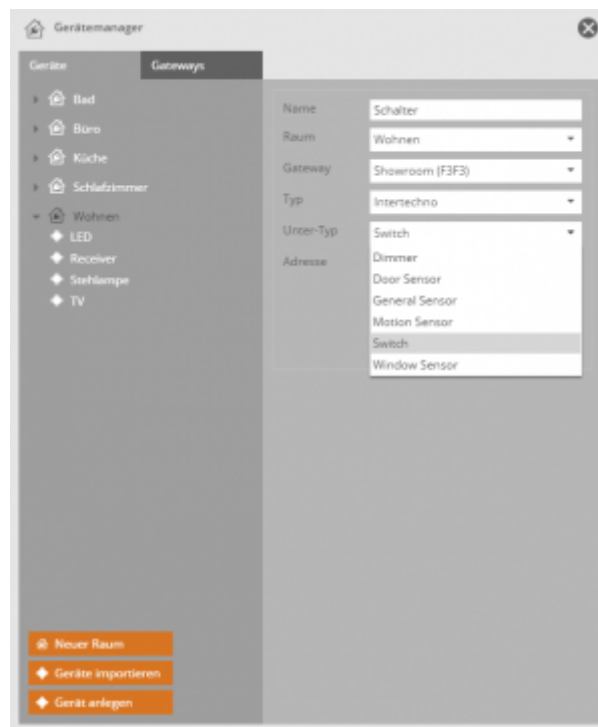 Gerätemanager
Geräte
Gateways
Bad
Büro
Küche
Schlafzimmer
Wohnen
LED
Receiver
Stehlampe
TV
Name
Schalter
Raum
Wohnen
Gateway
Showroom (F3F3)
Typ
Intertechno
Unter-Typ
Switch
Adresse
Dimmer
Door Sensor
General Sensor
Motion Sensor
Switch
Window Sensor
Neuer Raum
Geräte importieren
Gerät anlegen